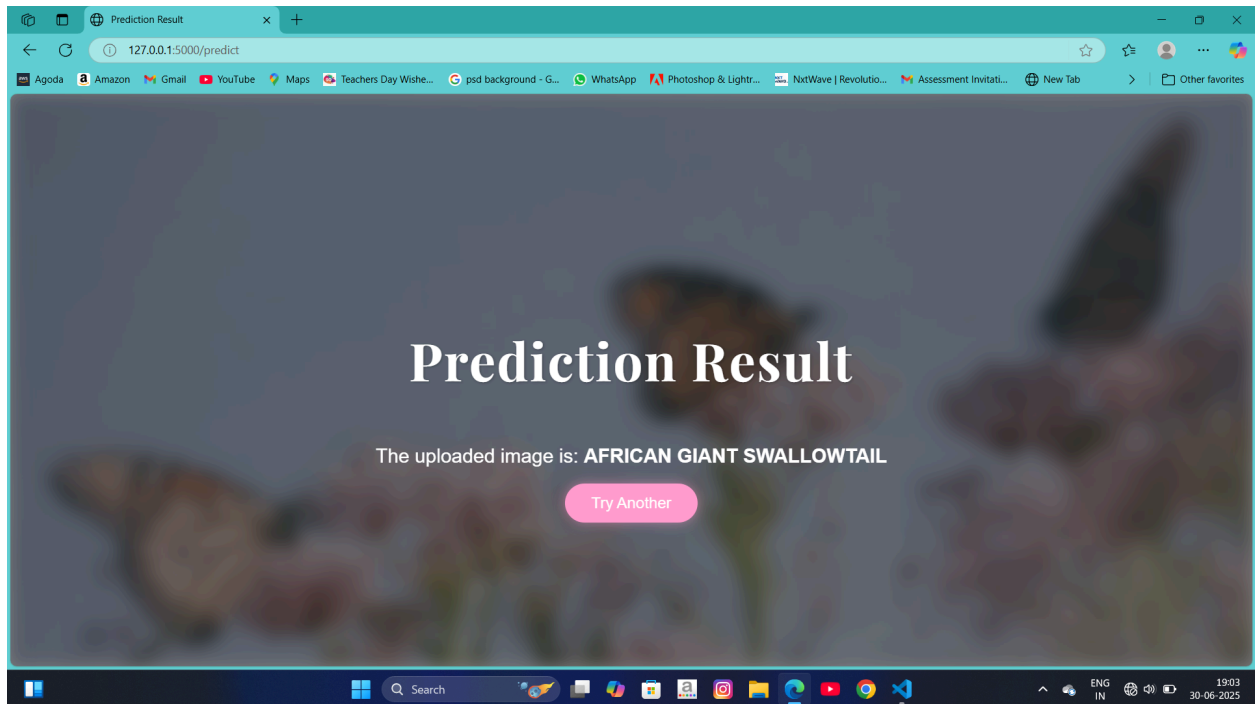 Prediction Result
127.0.0.1:5000/predict
Agoda Amazon Gmail YouTube Maps Teachers Day Wishe... psd background - G... WhatsApp Photoshop & Lightr... NxtWave | Revolutio... Assessment Invitati... New Tab Other favorites
Prediction Result
The uploaded image is: AFRICAN GIANT SWALLOWTAIL
Try Another
Search
ENG
IN
19:03
30-06-2025